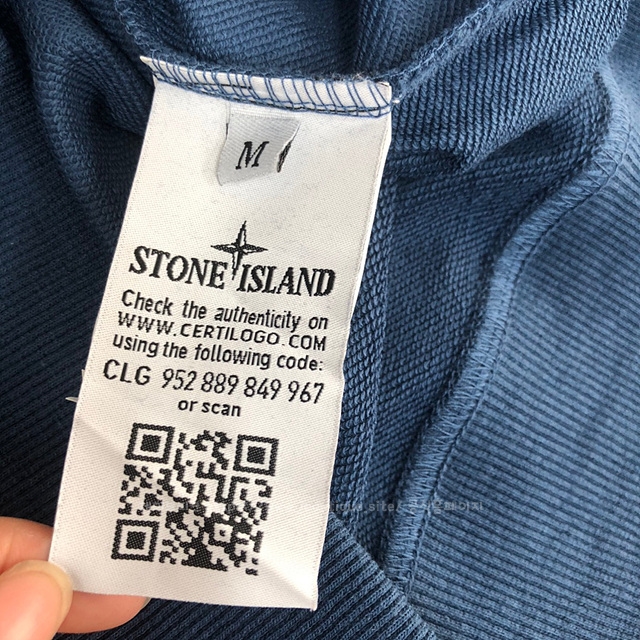 M
STONE ISLAND
Check the authenticity on
WWW.CERTILOGO.COM
using the following code:
CLG 952 889 849 967
or scan